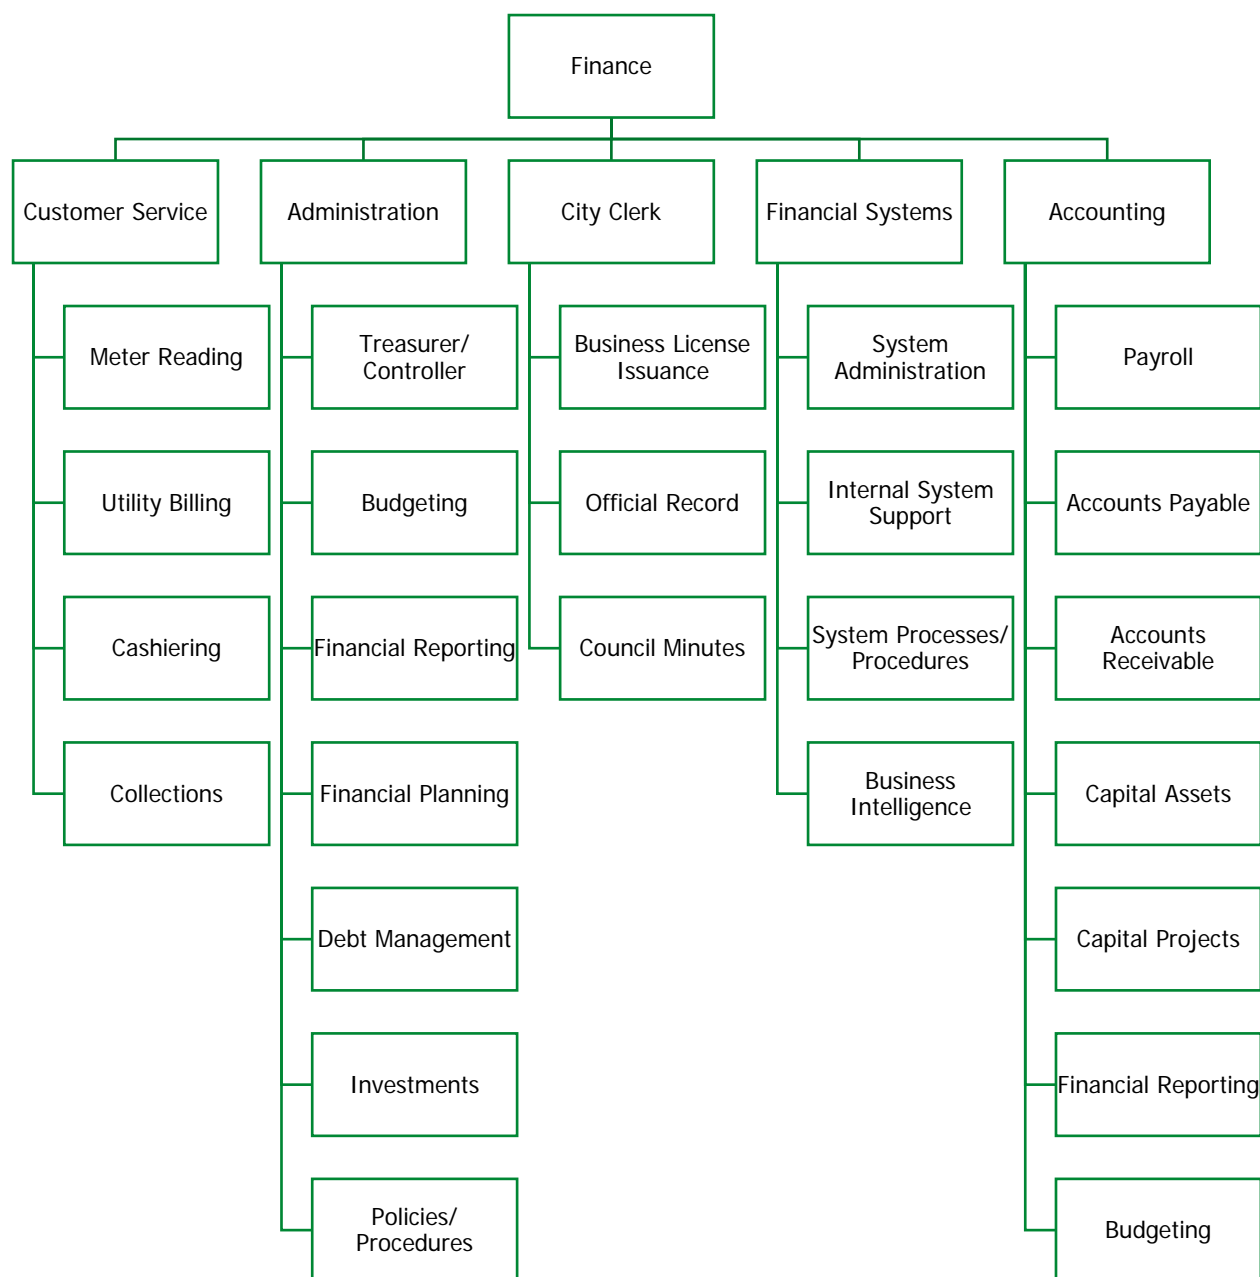 Finance
Customer Service
Administration
City Clerk
Financial Systems
Accounting
Meter Reading
Utility Billing
Cashiering
Collections
Treasurer/
Controller
Budgeting
Financial Reporting
Financial Planning
Debt Management
Investments
Policies/
Procedures
Business License
Issuance
Official Record
Council Minutes
System
Administration
Internal System
Support
System Processes/
Procedures
Business
Intelligence
Payroll
Accounts Payable
Accounts
Receivable
Capital Assets
Capital Projects
Financial Reporting
Budgeting